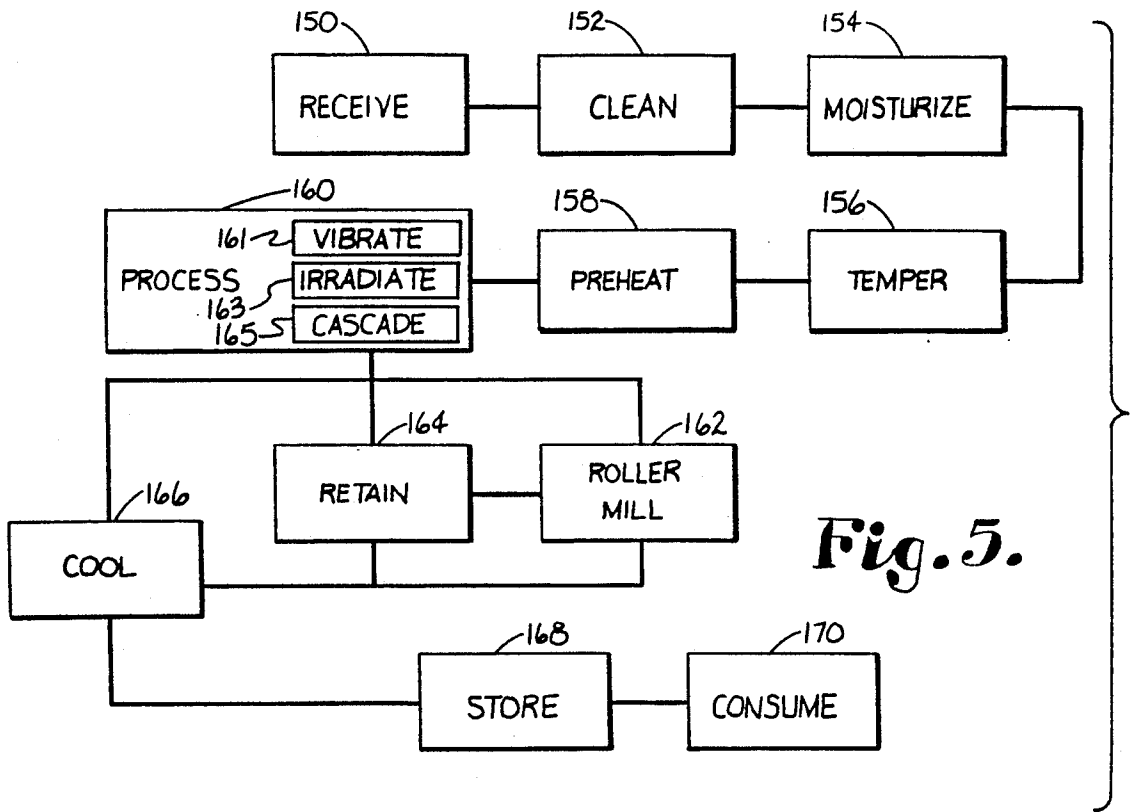 150 152 154
RECEIVE CLEAN MOISTURIZE
160 158 156
161 VIBRATE
PROCESS IRRADIATE PREHEAT TEMPER
163
165 CASCADE
164 162
RETAIN ROLLER MILL
166
COOL
Fig. 5.
168 170
STORE CONSUME